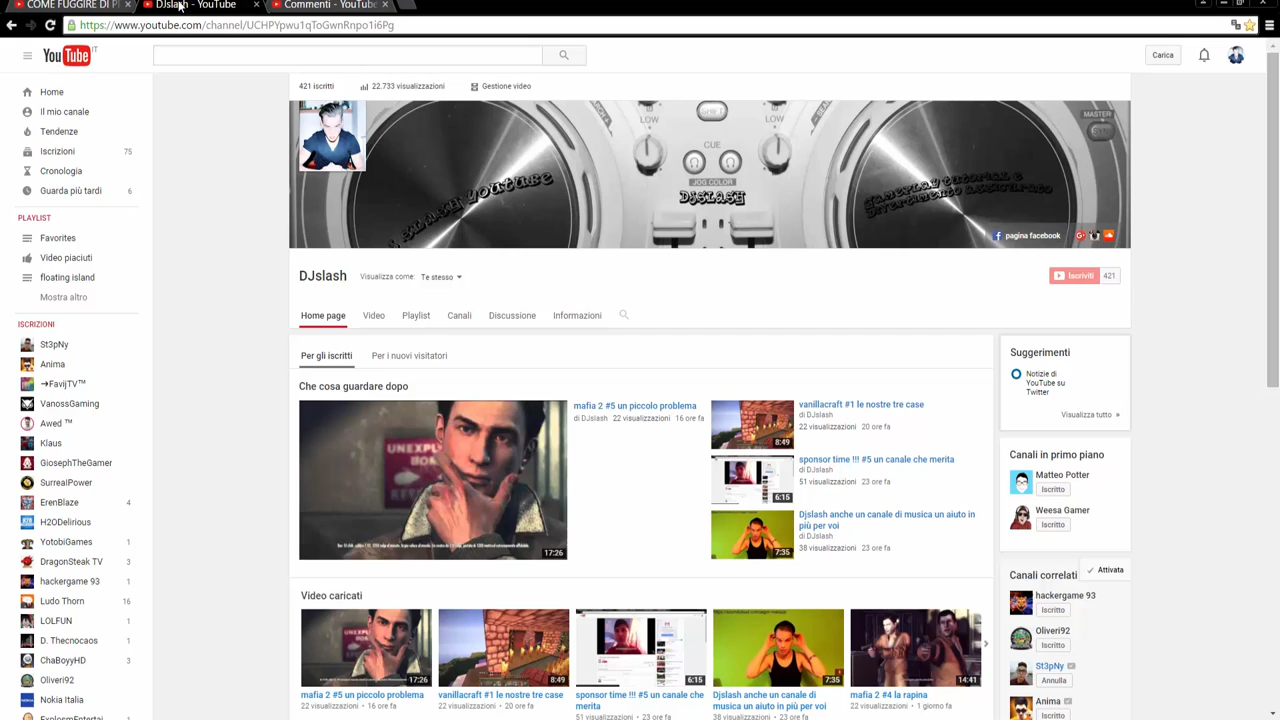 COME FUGGIRE DI P
DJslash - YouTube
Commenti - YouTube
https://www.youtube.com/channel/UCHPYpwu1qToGwnRnpo1i6Pg
YouTube IT
Carica
Home
Il mio canale
Tendenze
Iscrizioni 75
Cronologia
Guarda più tardi 6
PLAYLIST
Favorites
Video piaciuti
floating island
Mostra altro
ISCRIZIONI
St3pNy
Anima
➜FavijTV™
VanossGaming
Awed ™
Klaus
GiosephTheGamer
SurrealPower
ErenBlaze 4
H2ODelirious
YotobiGames 1
DragonSteak TV 3
hackergame 93 1
Ludo Thorn 16
LOLFUN 1
D. Thecnocaos 1
ChaBoyyHD 3
Oliveri92
Nokia Italia
ExplosmEntertai
421 iscritti
22.733 visualizzazioni
Gestione video
LOW
LOW
CUE
JOG COLOR
MASTER
SYNC
DJSLASH
gameplay tutorial e
divertimento assicurato
pagina facebook
DJslash
Visualizza come: Te stesso
Iscriviti 421
Home page
Video
Playlist
Canali
Discussione
Informazioni
Per gli iscritti
Per i nuovi visitatori
Che cosa guardare dopo
17:26
mafia 2 #5 un piccolo problema
di DJslash 22 visualizzazioni 16 ore fa
8:49
vanillacraft #1 le nostre tre case
di DJslash
22 visualizzazioni 20 ore fa
6:15
sponsor time !!! #5 un canale che merita
di DJslash
51 visualizzazioni 23 ore fa
7:35
Djslash anche un canale di musica un aiuto in
più per voi
di DJslash
38 visualizzazioni 23 ore fa
Video caricati
17:26
mafia 2 #5 un piccolo problema
22 visualizzazioni • 16 ore fa
8:49
vanillacraft #1 le nostre tre case
22 visualizzazioni • 20 ore fa
6:15
sponsor time !!! #5 un canale che
merita
51 visualizzazioni • 23 ore fa
7:35
Djslash anche un canale di
musica un aiuto in più per voi
38 visualizzazioni • 23 ore fa
14:41
mafia 2 #4 la rapina
22 visualizzazioni • 1 giorno fa
Suggerimenti
Notizie di
YouTube su
Twitter
Visualizza tutto »
Canali in primo piano
Matteo Potter
Iscritto
Weesa Gamer
Iscritto
Canali correlati
Attivata
hackergame 93
Iscritto
Oliveri92
Iscritto
St3pNy
Annulla
Anima
Iscritto